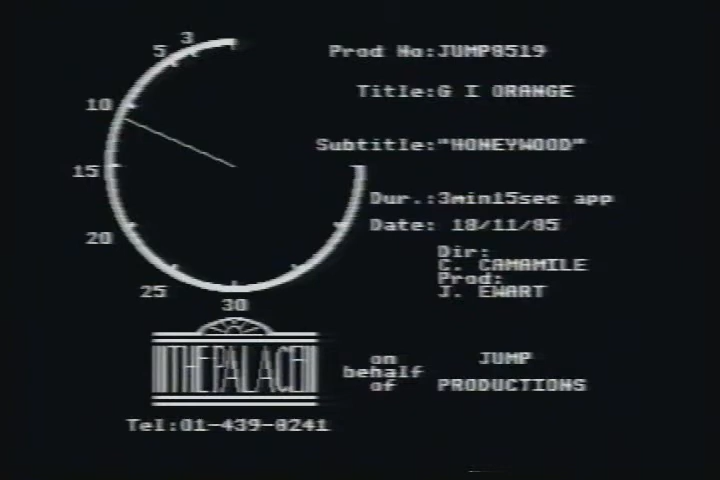 3
5
10
15
20
25
30
Prod No:JUMP8519
Title:G I ORANGE
Subtitle:"HONEYWOOD"
Dur.:3min15sec app
Date: 18/11/85
Dir:
C. CAMAMILE
Prod:
J. EWART
THE PALACE
on behalf of
JUMP PRODUCTIONS
Tel:01-439-8241